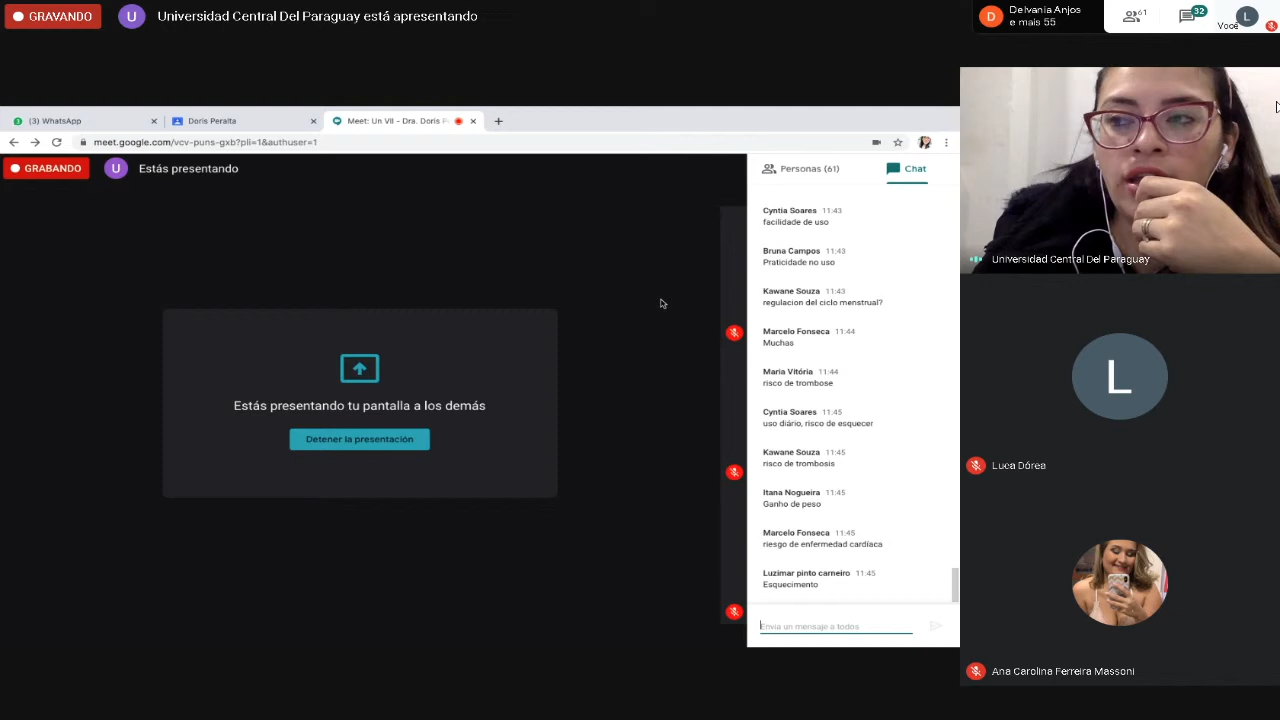 GRAVANDO
U
Universidad Central Del Paraguay está apresentando
D
Delvania Anjos
e mais 55
61
32
L
Você
(3) WhatsApp
Doris Peralta
Meet: Un VII - Dra. Doris P
meet.google.com/vcv-puns-gxb?pli=1&authuser=1
GRABANDO
U
Estás presentando
Personas (61)
Chat
Cyntia Soares 11:43
facilidade de uso
Bruna Campos 11:43
Praticidade no uso
Kawane Souza 11:43
regulacion del ciclo menstrual?
Marcelo Fonseca 11:44
Muchas
Maria Vitória 11:44
risco de trombose
Cyntia Soares 11:45
uso diário, risco de esquecer
Kawane Souza 11:45
risco de trombosis
Itana Nogueira 11:45
Ganho de peso
Marcelo Fonseca 11:45
riesgo de enfermedad cardíaca
Luzimar pinto carneiro 11:45
Esquecimento
Envía un mensaje a todos
Estás presentando tu pantalla a los demás
Detener la presentación
Universidad Central Del Paraguay
L
Luca Dórea
Ana Carolina Ferreira Massoni